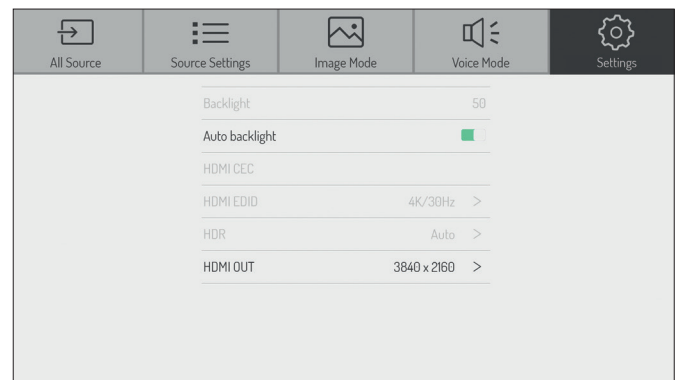 All Source
Source Settings
Image Mode
Voice Mode
Settings
Backlight 50
Auto backlight
HDMI CEC
HDMI EDID 4K/30Hz >
HDR Auto >
HDMI OUT 3840 x 2160 >